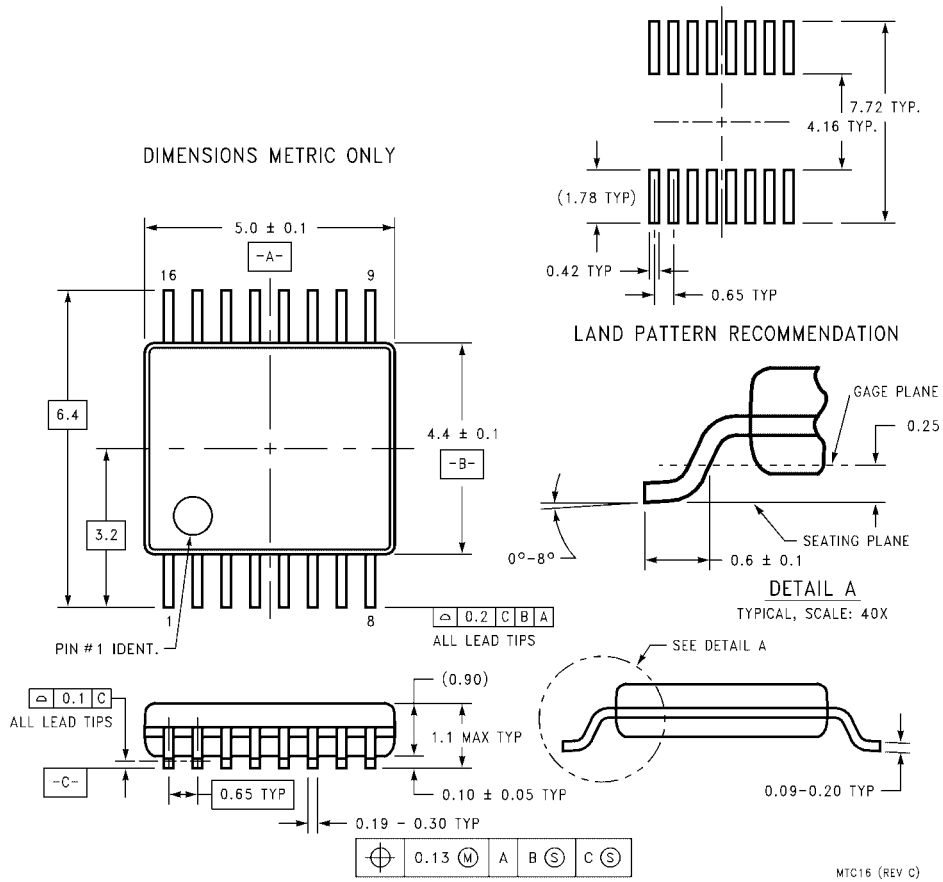 7.72 TYP.
4.16 TYP.
(1.78 TYP)
0.42 TYP
0.65 TYP
LAND PATTERN RECOMMENDATION
DIMENSIONS METRIC ONLY
5.0 ± 0.1
-A-
16
9
6.4
4.4 ± 0.1
-B-
3.2
1
8
PIN #1 IDENT.
⌓ 0.2 C B A
ALL LEAD TIPS
GAGE PLANE
0.25
SEATING PLANE
0°-8°
0.6 ± 0.1
DETAIL A
TYPICAL, SCALE: 40X
SEE DETAIL A
0.09-0.20 TYP
⌓ 0.1 C
ALL LEAD TIPS
(0.90)
1.1 MAX TYP
-C-
0.65 TYP
0.10 ± 0.05 TYP
0.19 - 0.30 TYP
⌖ 0.13 Ⓜ A B Ⓢ C Ⓢ
MTC16 (REV C)